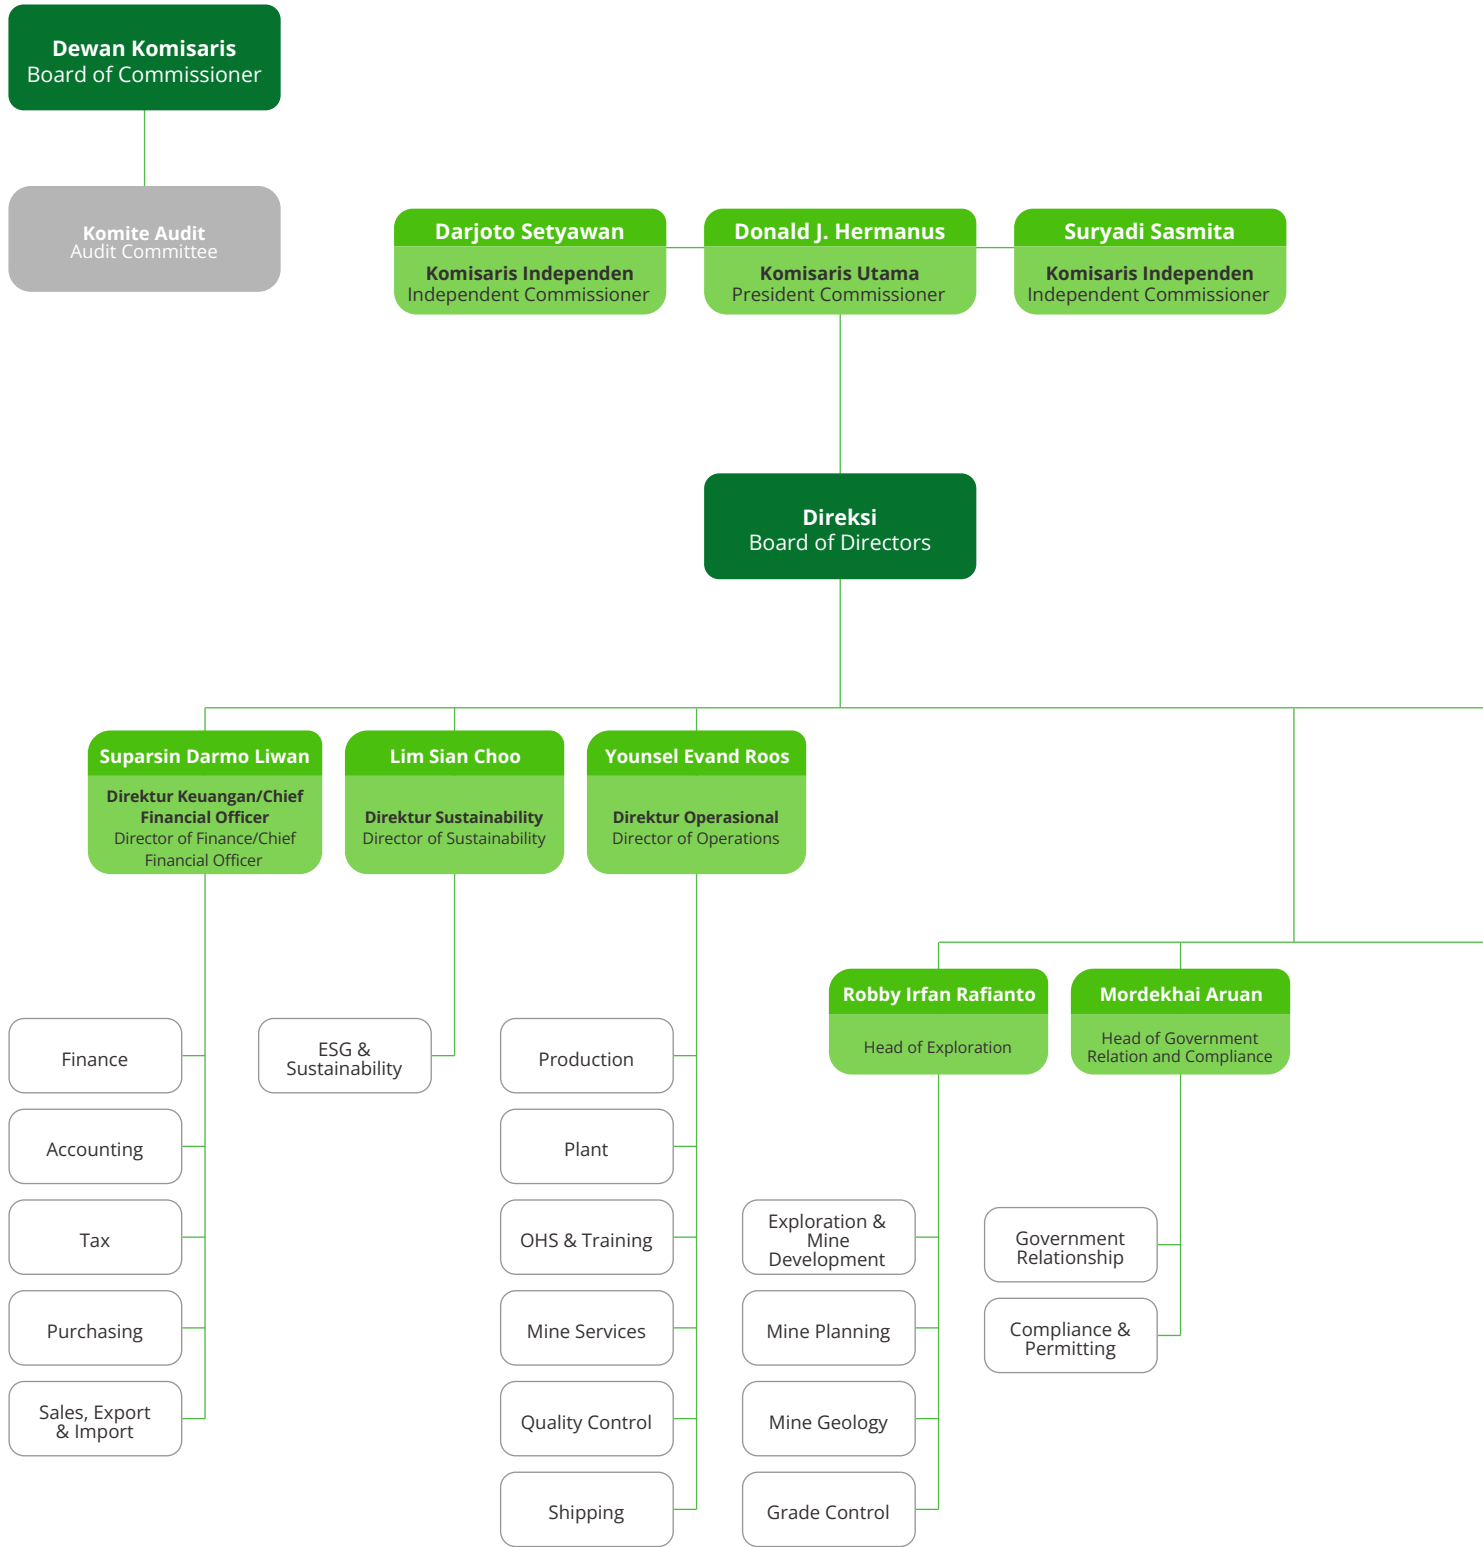 Dewan Komisaris
Board of Commissioner
Komite Audit
Audit Committee
Darjoto Setyawan
Komisaris Independen
Independent Commissioner
Donald J. Hermanus
Komisaris Utama
President Commissioner
Suryadi Sasmita
Komisaris Independen
Independent Commissioner
Direksi
Board of Directors
Suparsin Darmo Liwan
Direktur Keuangan/Chief
Financial Officer
Director of Finance/Chief
Financial Officer
Lim Sian Choo
Direktur Sustainability
Director of Sustainability
Younsel Evand Roos
Direktur Operasional
Director of Operations
Robby Irfan Rafianto
Head of Exploration
Mordekhai Aruan
Head of Government
Relation and Compliance
Finance
Accounting
Tax
Purchasing
Sales, Export
& Import
ESG &
Sustainability
Production
Plant
OHS & Training
Mine Services
Quality Control
Shipping
Exploration &
Mine
Development
Mine Planning
Mine Geology
Grade Control
Government
Relationship
Compliance &
Permitting